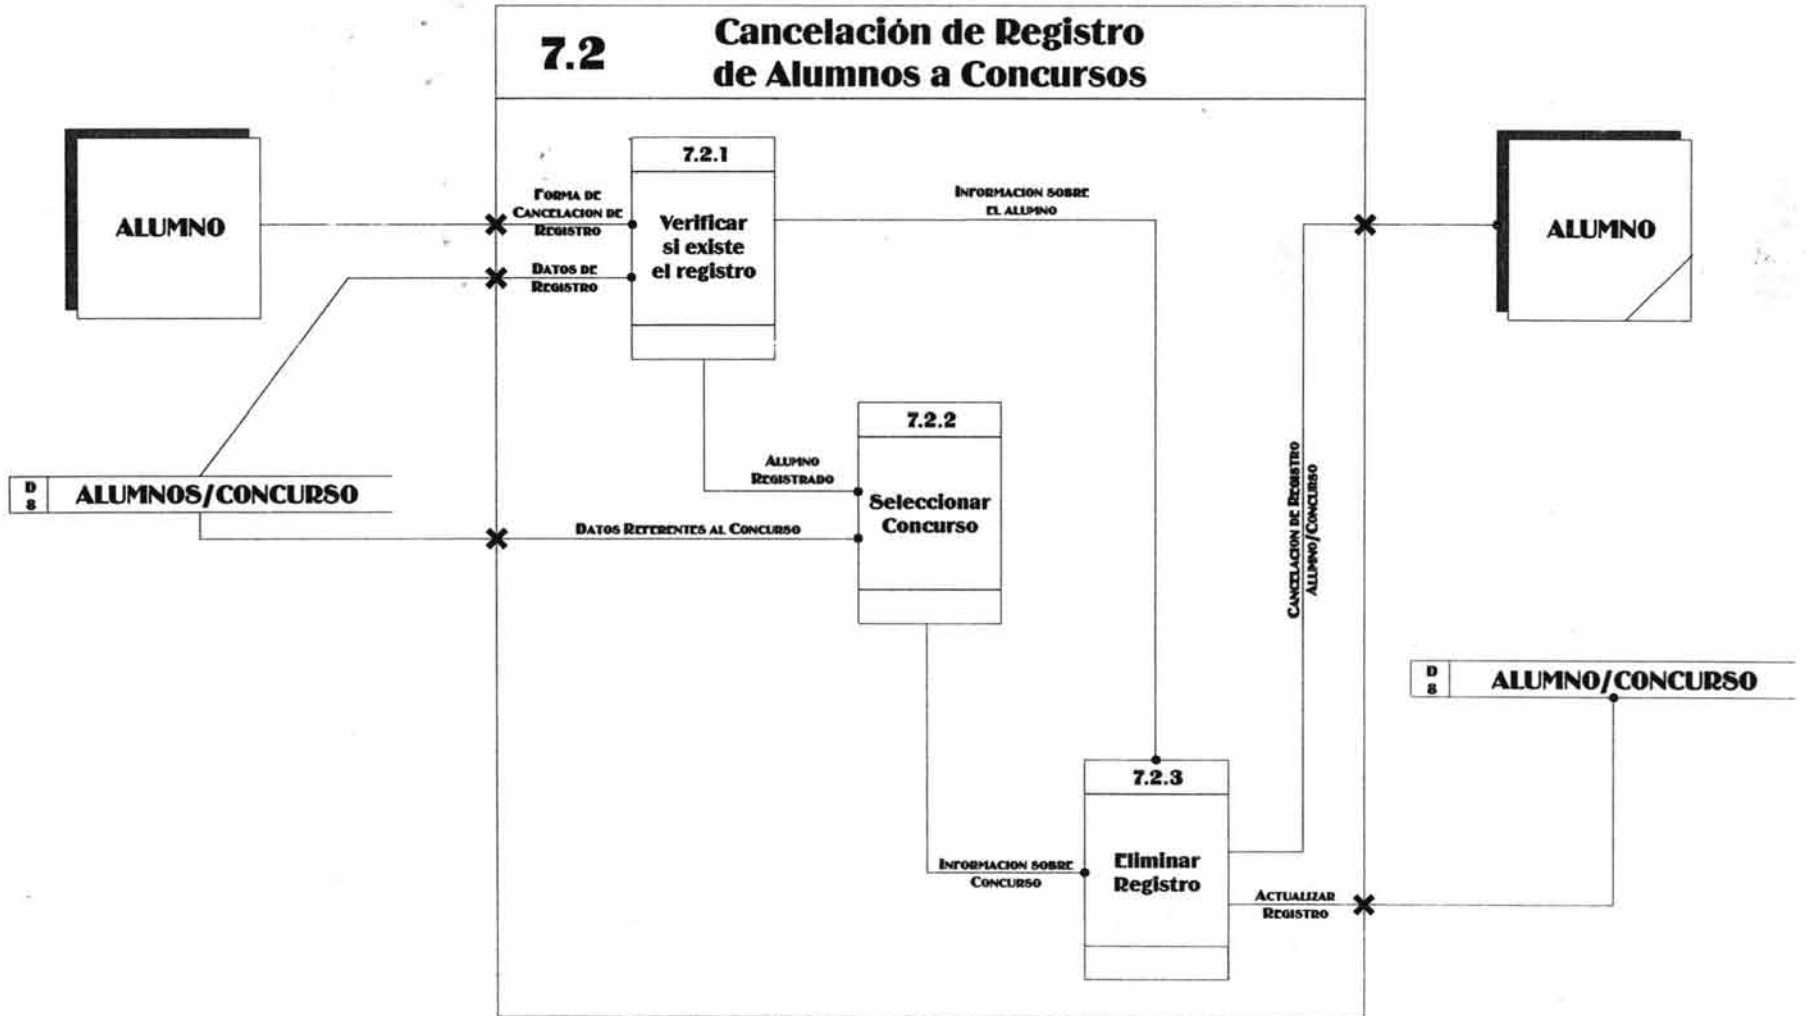 7.2
Cancelación de Registro
de Alumnos a Concursos
ALUMNO
FORMA DE
CANCELACION DE
REGISTRO
DATOS DE
REGISTRO
7.2.1
Verificar
si existe
el registro
INFORMACION SOBRE
EL ALUMNO
ALUMNO
D
8
ALUMNOS/CONCURSO
ALUMNO
REGISTRADO
DATOS REFERENTES AL CONCURSO
7.2.2
Seleccionar
Concurso
CANCELACION DE REGISTRO
ALUMNO/CONCURSO
D
8
ALUMNO/CONCURSO
INFORMACION SOBRE
CONCURSO
7.2.3
Eliminar
Registro
ACTUALIZAR
REGISTRO